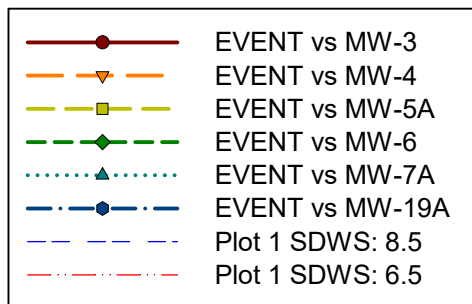 EVENT vs MW-3
EVENT vs MW-4
EVENT vs MW-5A
EVENT vs MW-6
EVENT vs MW-7A
EVENT vs MW-19A
Plot 1 SDWS: 8.5
Plot 1 SDWS: 6.5